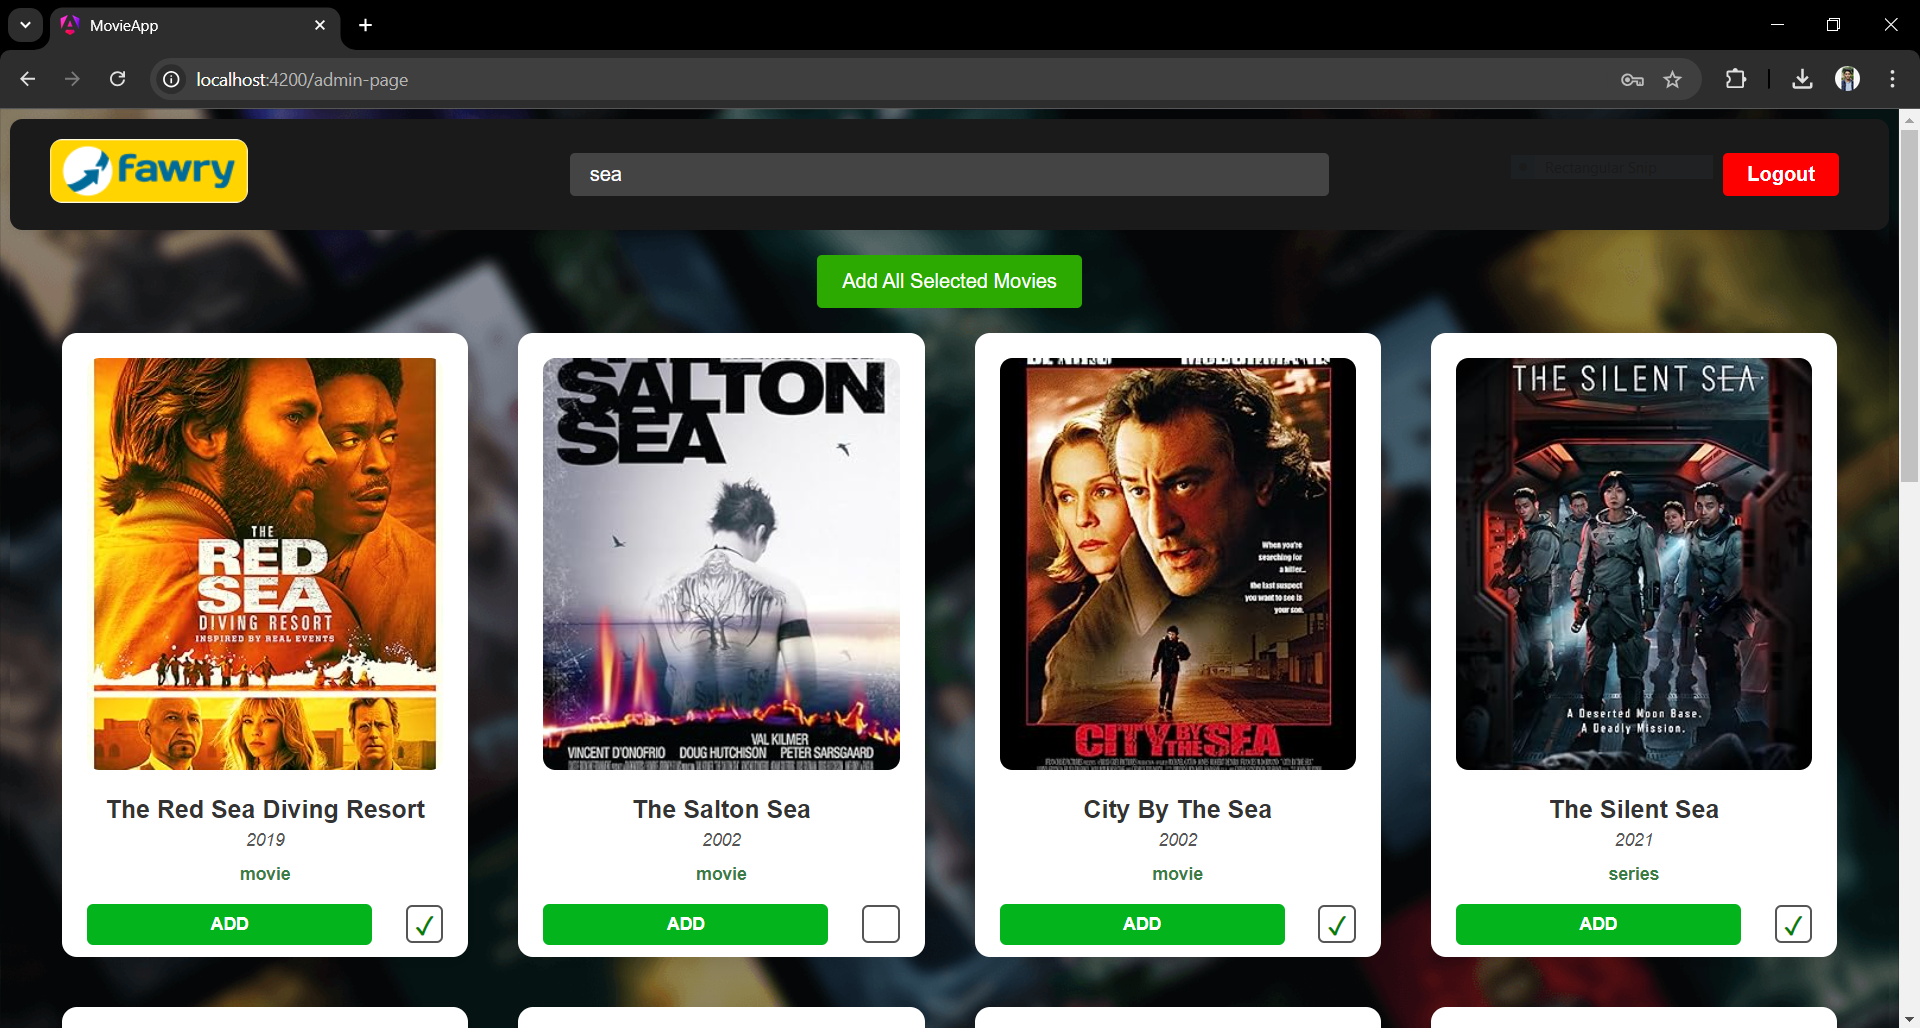 MovieApp
localhost:4200/admin-page
fawry
sea
Rectangular Snip
Logout
Add All Selected Movies
THE
RED
SEA
DIVING RESORT
INSPIRED BY REAL EVENTS
SALTON
SEA
VAL KILMER
VINCENT D'ONOFRIO DOUG HUTCHISON PETER SARSGAARD
When you're
searching for
a killer...
the last suspect
you want to see is
your son.
CITY BY THE SEA
THE SILENT SEA
A Deserted Moon Base.
A Deadly Mission.
The Red Sea Diving Resort
2019
movie
ADD
The Salton Sea
2002
movie
ADD
City By The Sea
2002
movie
ADD
The Silent Sea
2021
series
ADD